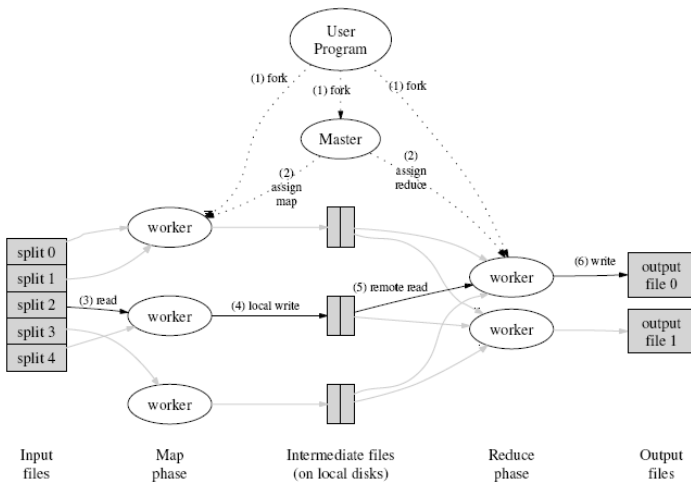 User
Program
(1) fork
(1) fork
(1) fork
Master
(2)
assign
map
(2)
assign
reduce
worker
split 0
split 1
split 2
split 3
split 4
(3) read
worker
(4) local write
(5) remote read
worker
(6) write
output
file 0
worker
output
file 1
worker
Input
files
Map
phase
Intermediate files
(on local disks)
Reduce
phase
Output
files